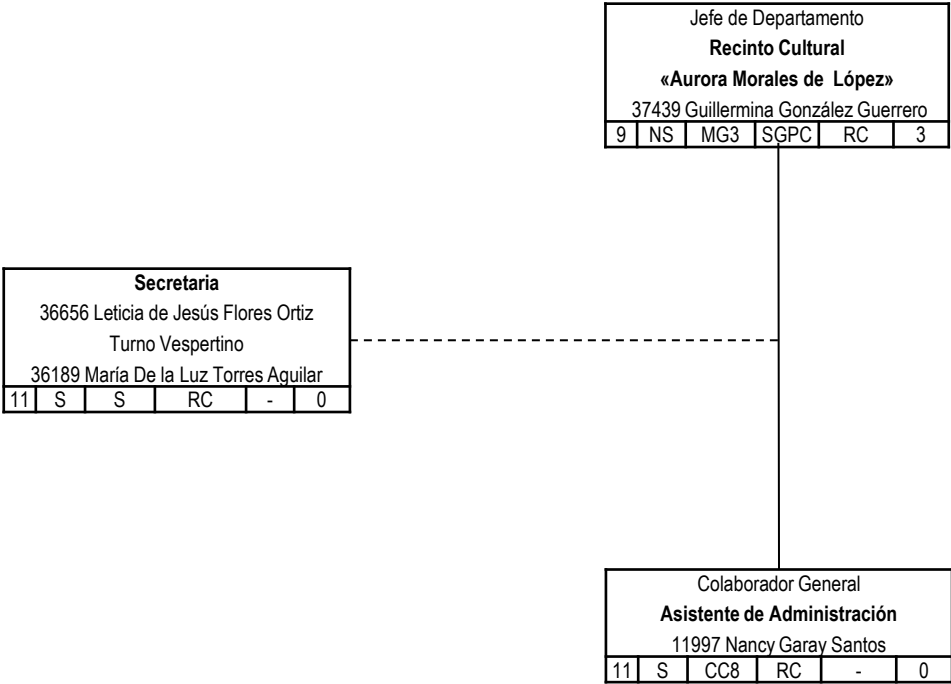 Jefe de Departamento
Recinto Cultural
«Aurora Morales de López»
37439 Guillermina González Guerrero
9 NS MG3 SGPC RC 3
Secretaria
36656 Leticia de Jesús Flores Ortiz
Turno Vespertino
36189 María De la Luz Torres Aguilar
11 S S RC - 0
Colaborador General
Asistente de Administración
11997 Nancy Garay Santos
11 S CC8 RC - 0